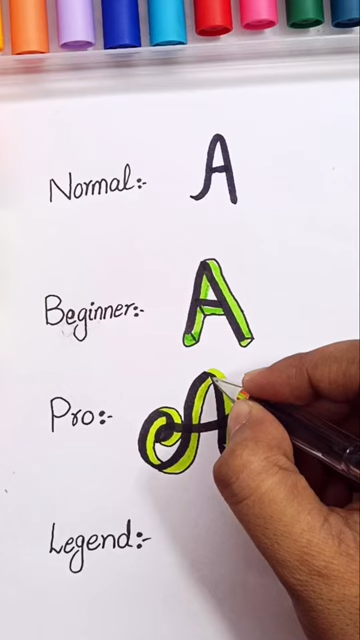 Normal:- A
Beginner:- A
Pro:- A
Legend:-